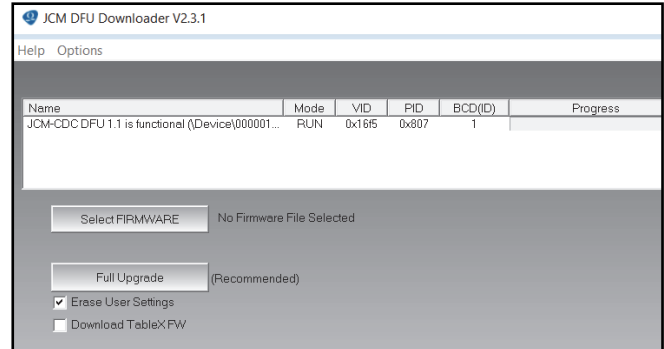 JCM DFU Downloader V2.3.1
Help Options
Name Mode VID PID BCD(ID) Progress
JCM-CDC DFU 1.1 is functional (\Device\000001... RUN 0x16f5 0x807 1
Select FIRMWARE No Firmware File Selected
Full Upgrade (Recommended)
Erase User Settings
Download TableX FW